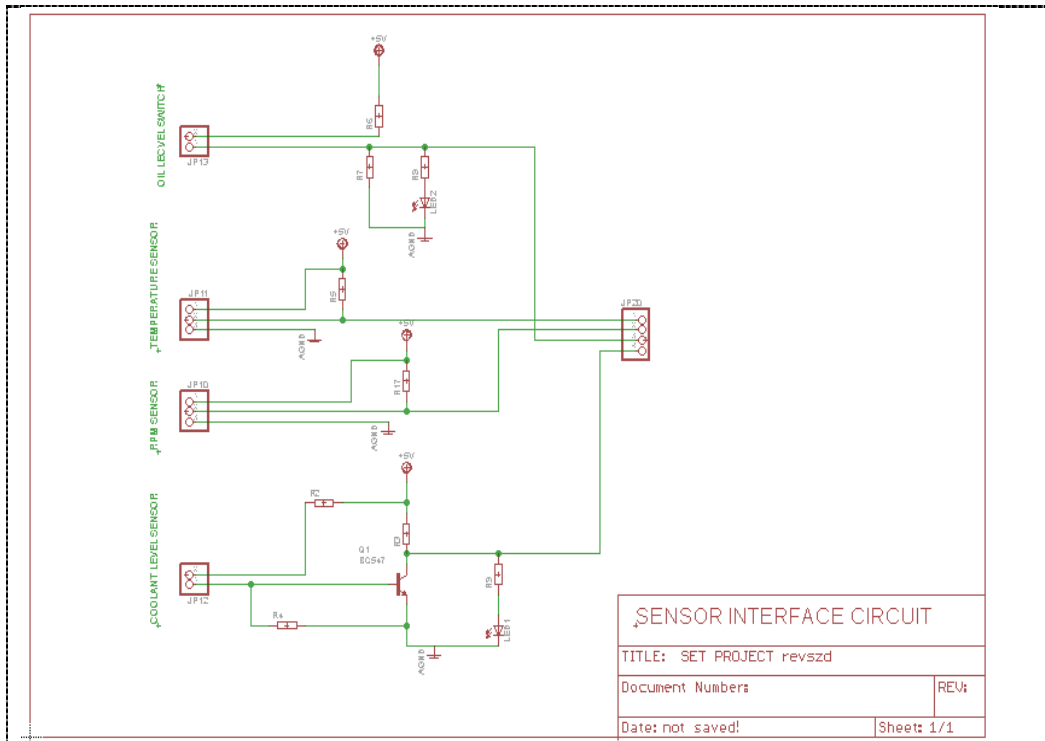 +5V
OIL LECVEL SWITCH
R6
JP13
R7
R8
LED2
AGND
TEMPERATURE SENSOR
+5V
JP11
R5
AGND
JP20
+5V
RPM SENSOR
JP10
R17
AGND
+5V
COOLANT LEVEL SENSOR
R2
R3
Q1
BC547
JP12
R4
R9
LED1
AGND
SENSOR INTERFACE CIRCUIT
TITLE: SET PROJECT revszd
Document Number:
REV:
Date: not saved!
Sheet: 1/1